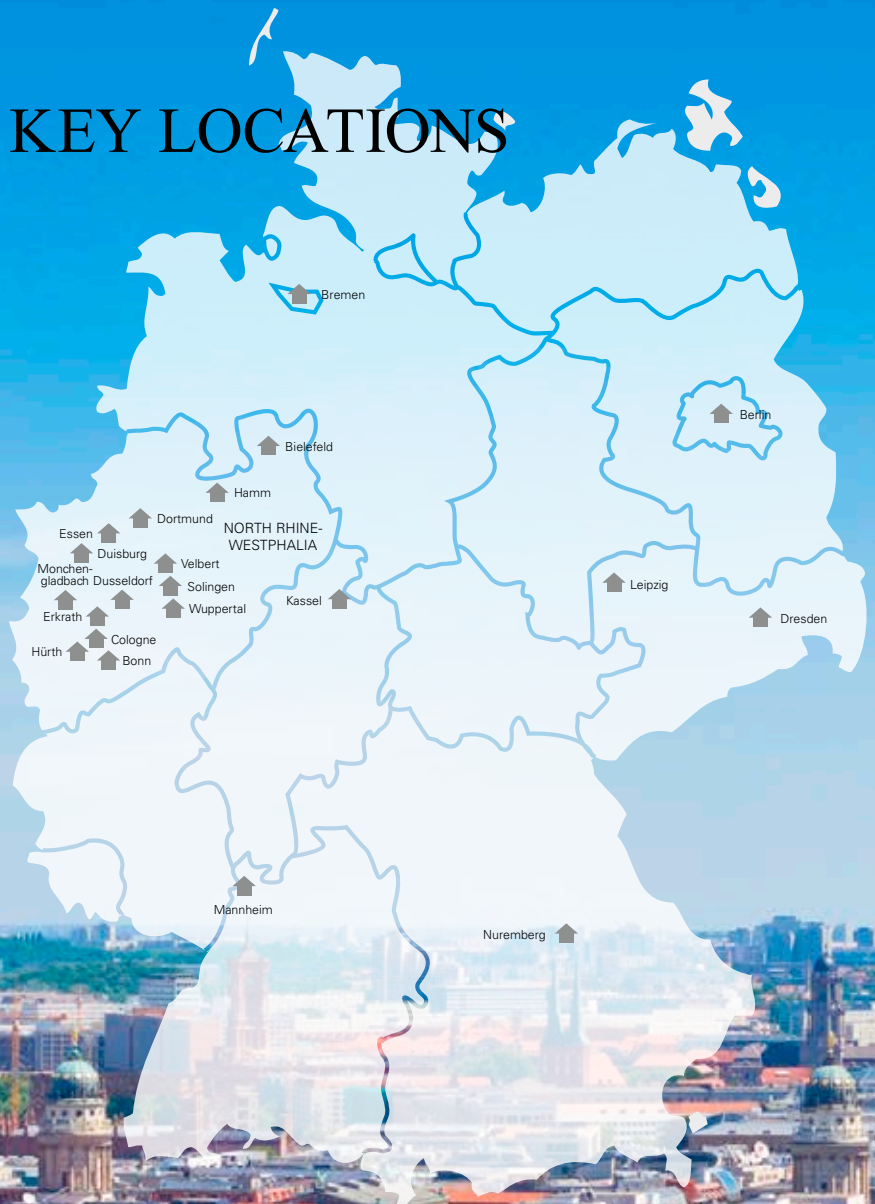 KEY LOCATIONS
Bremen
Berlin
Bielefeld
Hamm
Dortmund
NORTH RHINE-
WESTPHALIA
Essen
Duisburg
Velbert
Monchen-
gladbach
Dusseldorf
Solingen
Wuppertal
Kassel
Leipzig
Dresden
Erkrath
Cologne
Hürth
Bonn
Mannheim
Nuremberg